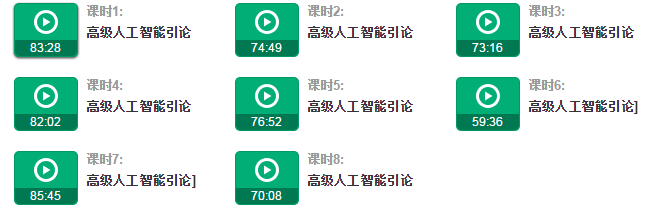 课时1:
高级人工智能引论
83:28
课时2:
高级人工智能引论
74:49
课时3:
高级人工智能引论
73:16
课时4:
高级人工智能引论
82:02
课时5:
高级人工智能引论
76:52
课时6:
高级人工智能引论]
59:36
课时7:
高级人工智能引论]
85:45
课时8:
高级人工智能引论
70:08